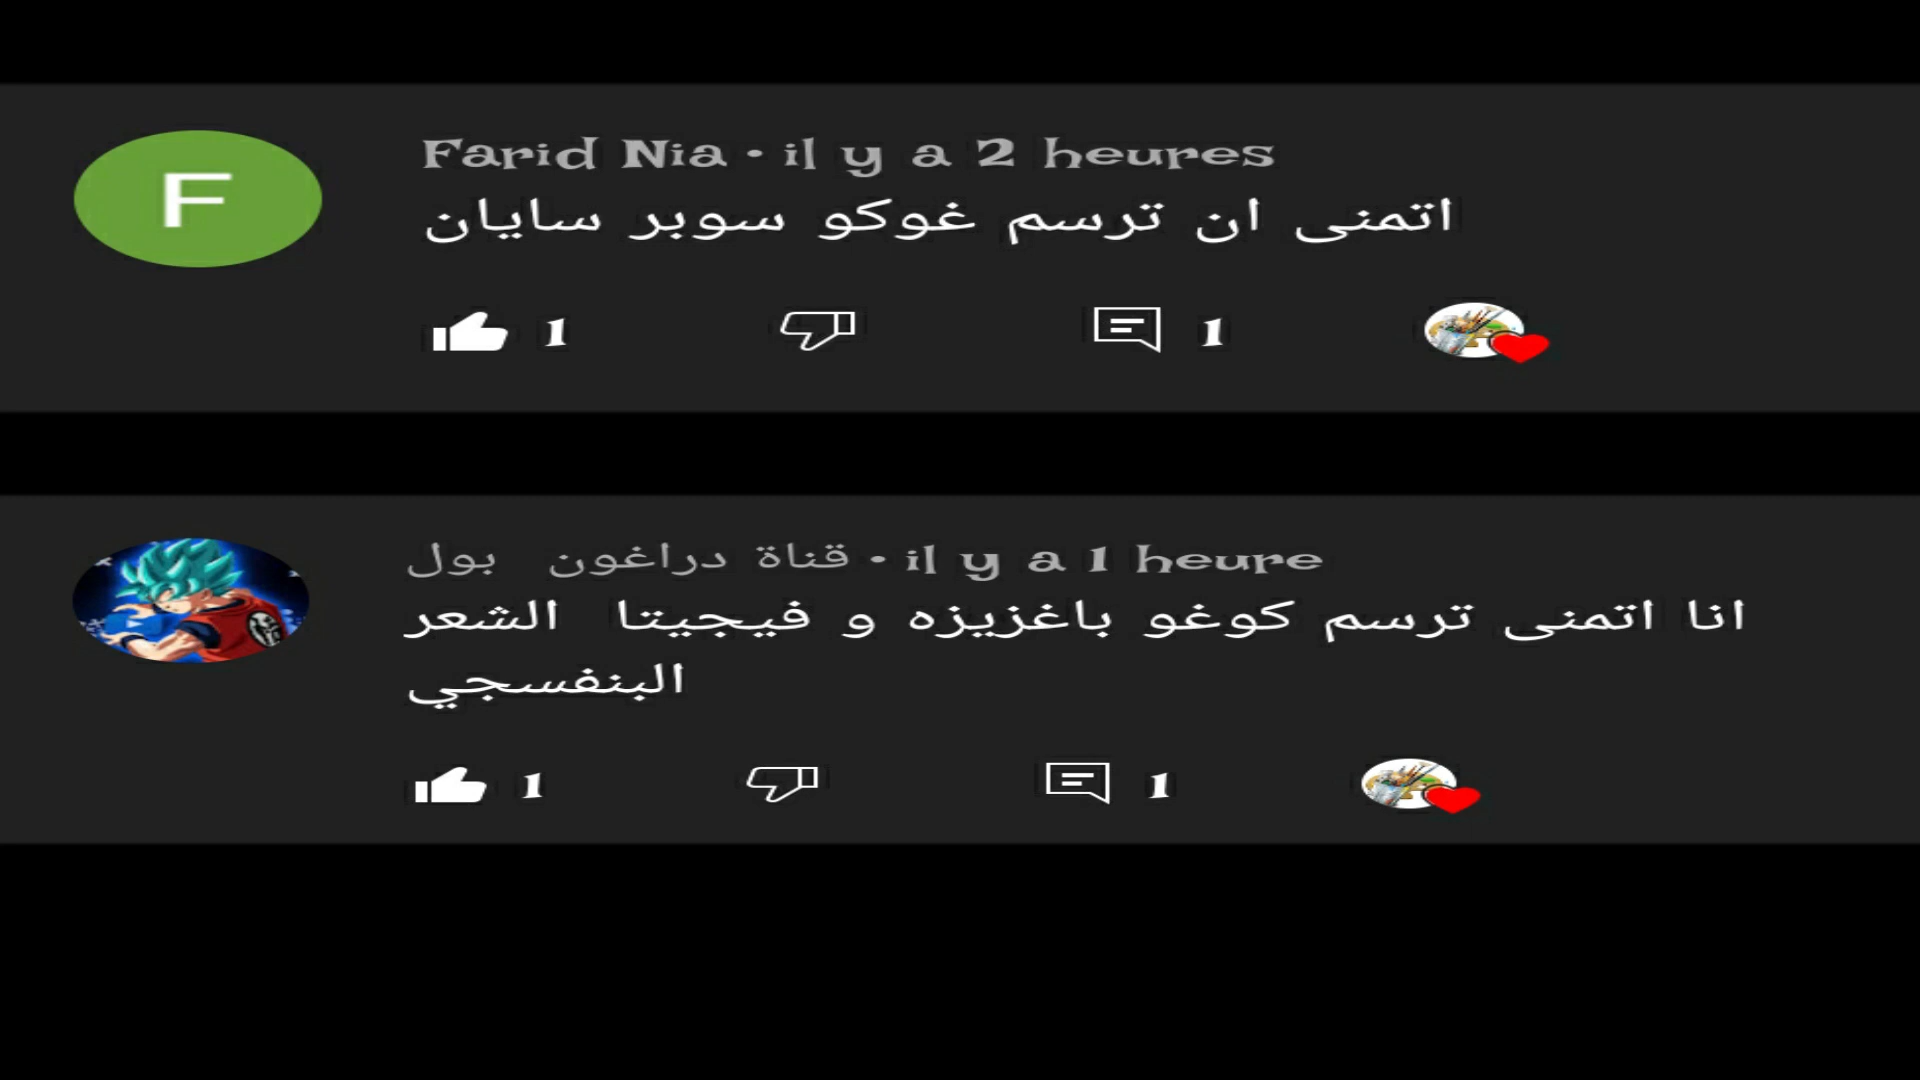 F
Farid Nia • il y a 2 heures
اتمنى ان ترسم غوكو سوبر سايان
1
1
قناة دراغون بول • il y a 1 heure
انا اتمنى ترسم كوغو باغزيزه و فيجيتا الشعر
البنفسجي
1
1